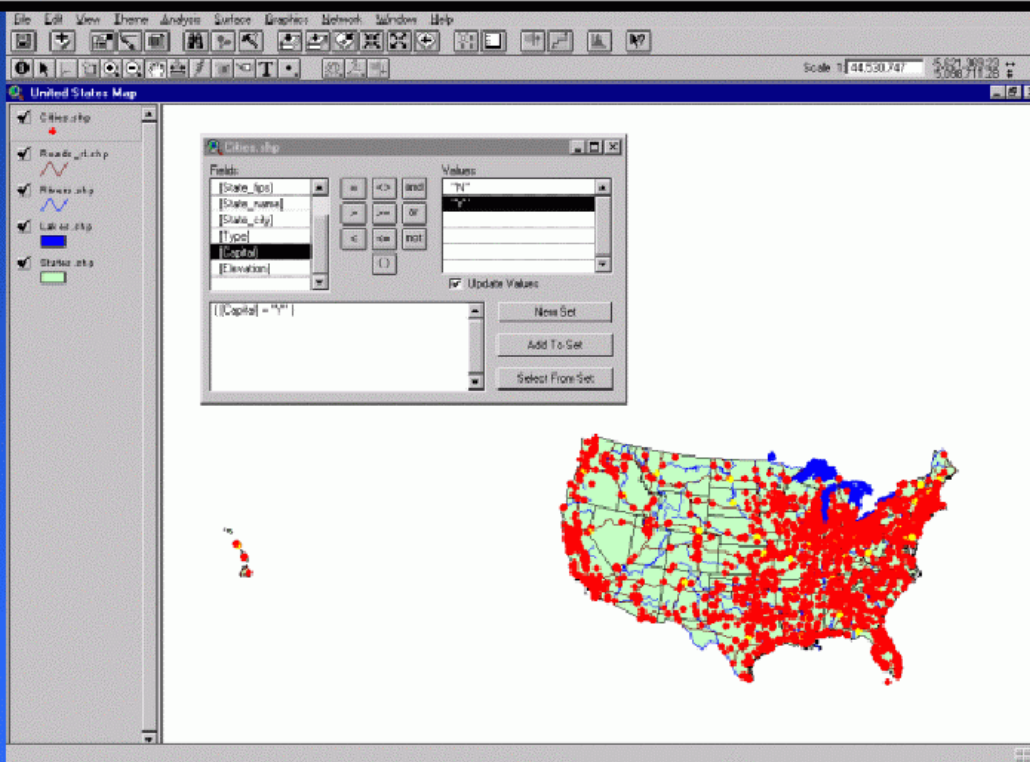 File Edit View Theme Analysis Surface Graphics Network Window Help
Scale 1: 44,530,747
United States Map
Cities.shp
Roads_rt.shp
Rivers.shp
Lakes.shp
States.shp
Cities.shp
Fields
[State_fips]
[State_name]
[State_city]
[Type]
[Capital]
[Elevation]
= <> and
> >= or
< <= not
( )
Values
"N"
"Y"
Update Values
( [Capital] = "Y" )
New Set
Add To Set
Select From Set